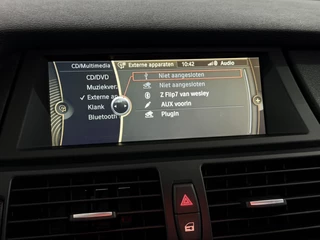 CD/Multimedia
Externe apparaten
10:42
Audio
CD/DVD
Muziekver.
Externe ap
Klank
Bluetooth
Niet aangesloten
Niet aangesloten
Z Flip7 van wesley
AUX voorin
Plugin